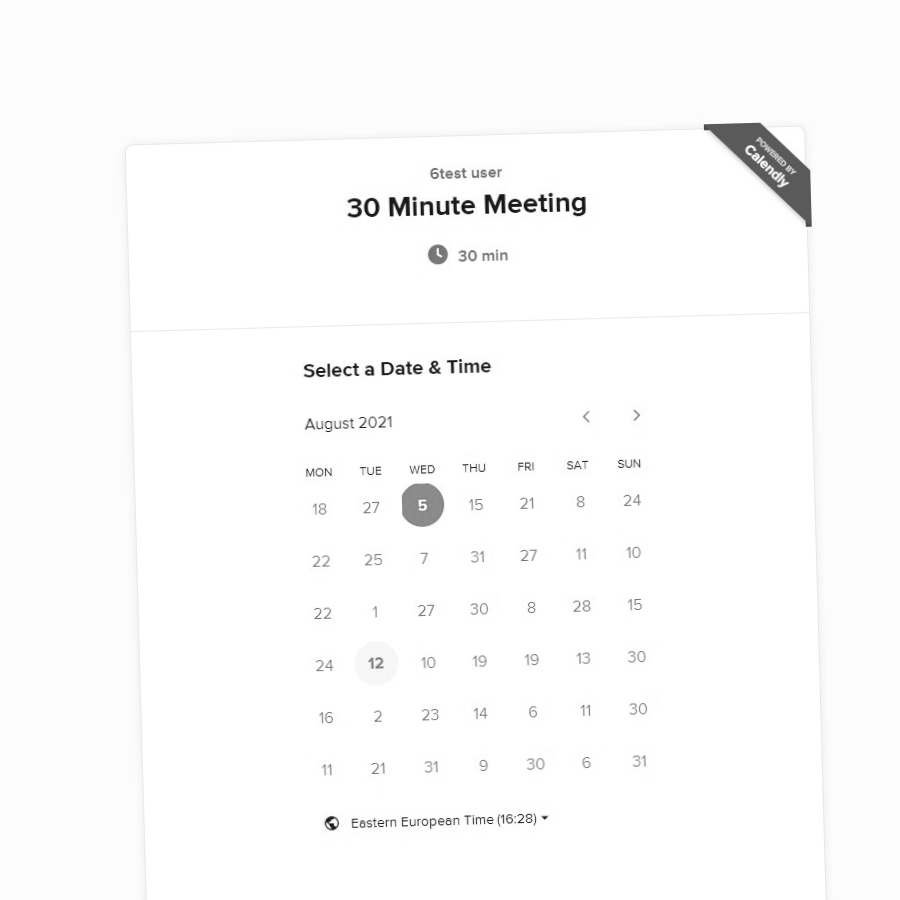 POWERED BY
Calendly
6test user
30 Minute Meeting
30 min
Select a Date & Time
August 2021
MON TUE WED THU FRI SAT SUN
18 27 5 15 21 8 24
22 25 7 31 27 11 10
22 1 27 30 8 28 15
24 12 10 19 19 13 30
16 2 23 14 6 11 30
11 21 31 9 30 6 31
Eastern European Time (16:28)